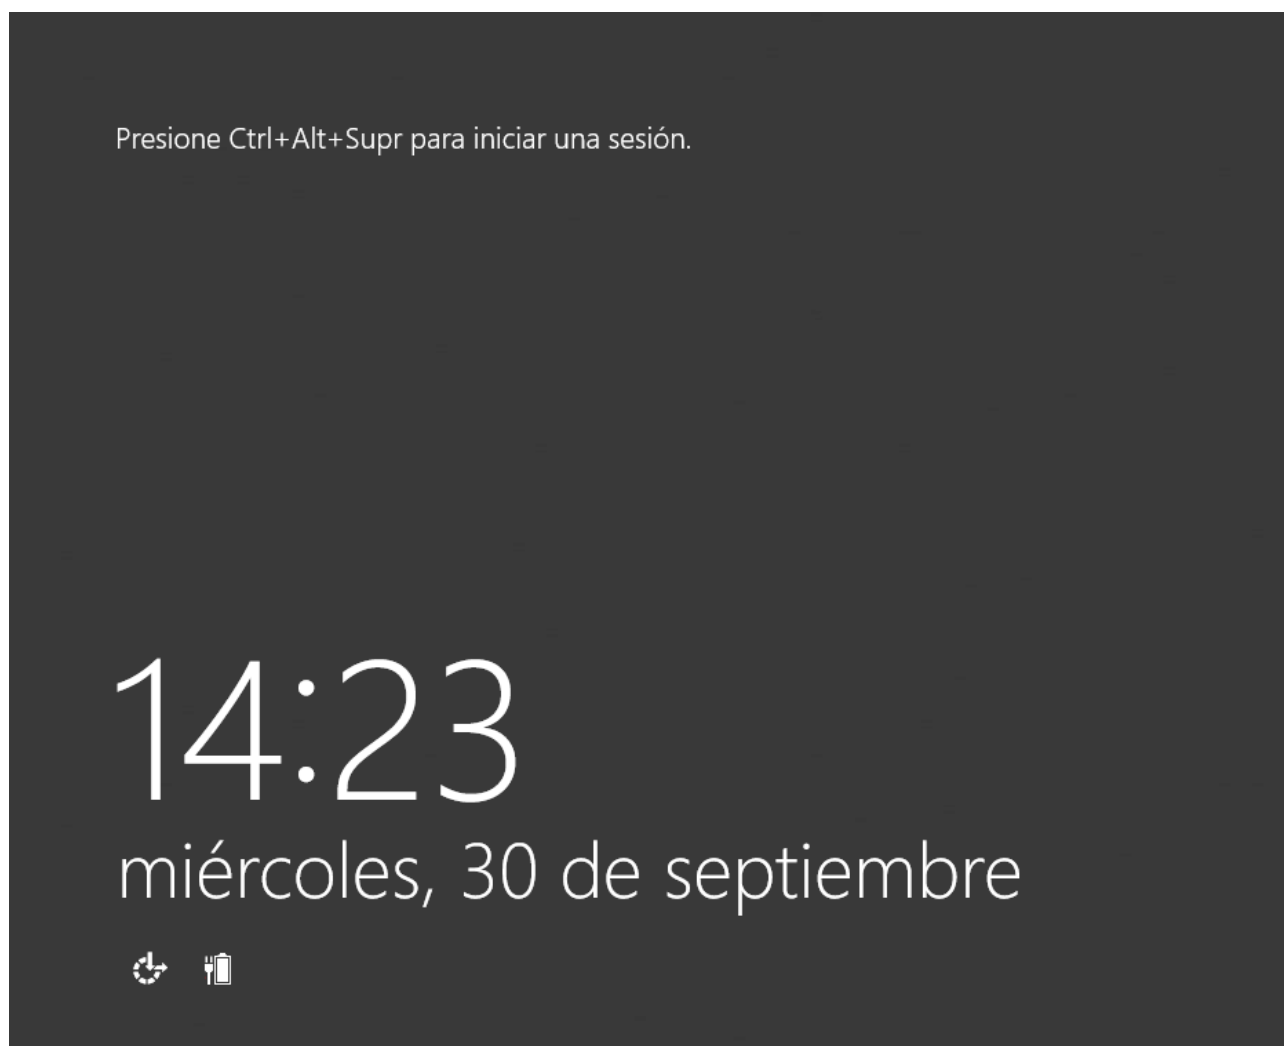 Presione Ctrl+Alt+Supr para iniciar una sesión.
14:23
miércoles, 30 de septiembre